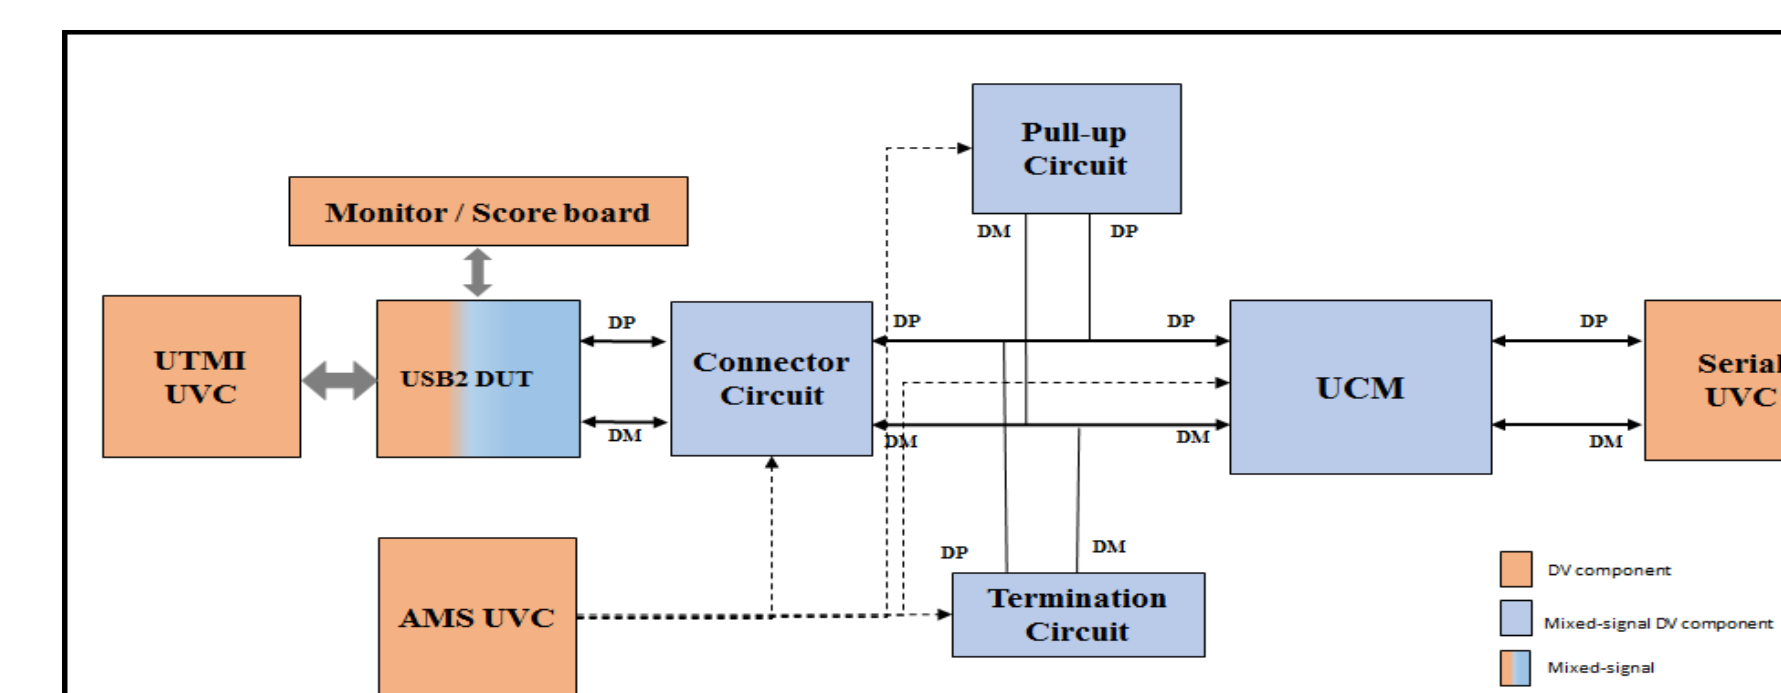 Pull-up
Circuit
Monitor / Score board
DM
DP
UTMI
UVC
USB2 DUT
DP
DM
Connector
Circuit
DP
DP
DM
DM
UCM
DP
DM
Serial
UVC
DP
DM
AMS UVC
Termination
Circuit
DV component
Mixed-signal DV component
Mixed-signal